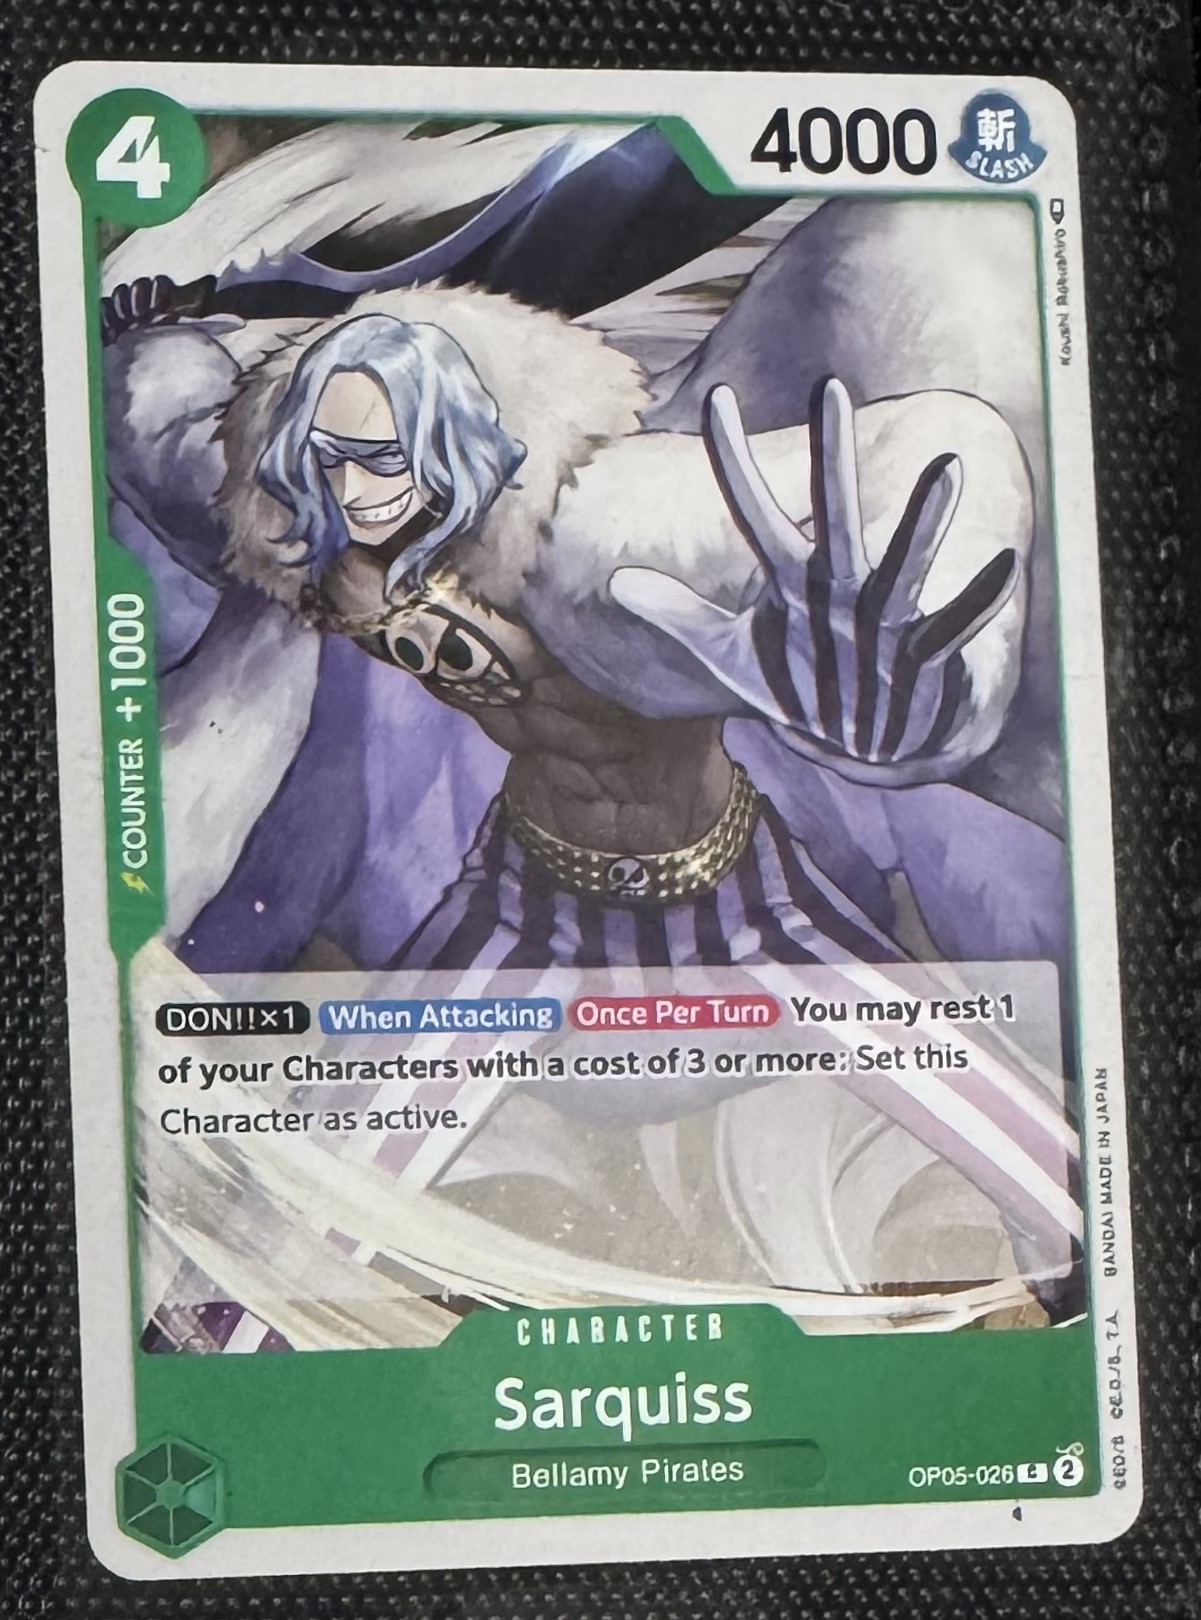 4
4000
斬
SLASH
COUNTER +1000
DON!!×1 When Attacking Once Per Turn You may rest 1
of your Characters with a cost of 3 or more: Set this
Character as active.
BANDAI MADE IN JAPAN
CHARACTER
Sarquiss
Bellamy Pirates
OP05-026 C 2